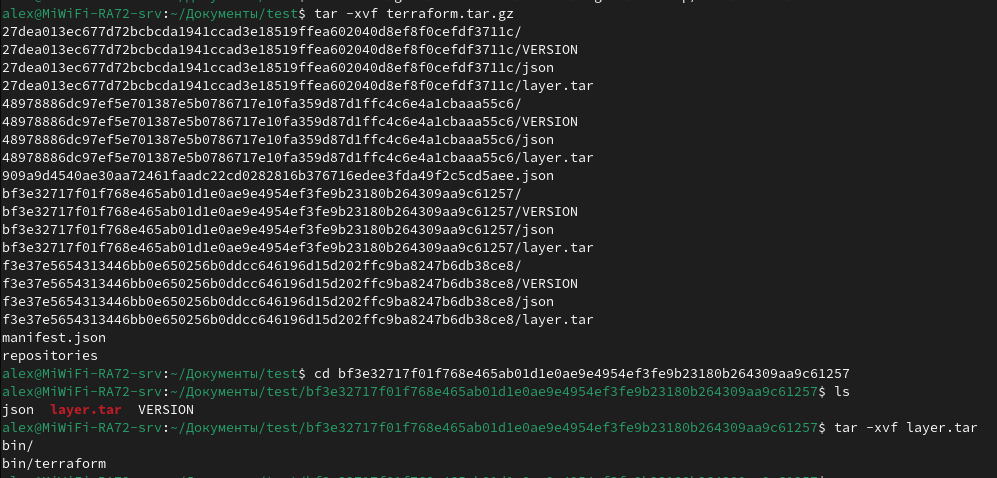 alex@MiWiFi-RA72-srv:~/Документы/test$ tar -xvf terraform.tar.gz
27dea013ec677d72bcbcda1941ccad3e18519ffea602040d8ef8f0cefdf3711c/
27dea013ec677d72bcbcda1941ccad3e18519ffea602040d8ef8f0cefdf3711c/VERSION
27dea013ec677d72bcbcda1941ccad3e18519ffea602040d8ef8f0cefdf3711c/json
27dea013ec677d72bcbcda1941ccad3e18519ffea602040d8ef8f0cefdf3711c/layer.tar
48978886dc97ef5e701387e5b0786717e10fa359d87d1ffc4c6e4a1cbaaa55c6/
48978886dc97ef5e701387e5b0786717e10fa359d87d1ffc4c6e4a1cbaaa55c6/VERSION
48978886dc97ef5e701387e5b0786717e10fa359d87d1ffc4c6e4a1cbaaa55c6/json
48978886dc97ef5e701387e5b0786717e10fa359d87d1ffc4c6e4a1cbaaa55c6/layer.tar
909a9d4540ae30aa72461faadc22cd0282816b376716edee3fda49f2c5cd5aee.json
bf3e32717f01f768e465ab01d1e0ae9e4954ef3fe9b23180b264309aa9c61257/
bf3e32717f01f768e465ab01d1e0ae9e4954ef3fe9b23180b264309aa9c61257/VERSION
bf3e32717f01f768e465ab01d1e0ae9e4954ef3fe9b23180b264309aa9c61257/json
bf3e32717f01f768e465ab01d1e0ae9e4954ef3fe9b23180b264309aa9c61257/layer.tar
f3e37e5654313446bb0e650256b0ddcc646196d15d202ffc9ba8247b6db38ce8/
f3e37e5654313446bb0e650256b0ddcc646196d15d202ffc9ba8247b6db38ce8/VERSION
f3e37e5654313446bb0e650256b0ddcc646196d15d202ffc9ba8247b6db38ce8/json
f3e37e5654313446bb0e650256b0ddcc646196d15d202ffc9ba8247b6db38ce8/layer.tar
manifest.json
repositories
alex@MiWiFi-RA72-srv:~/Документы/test$ cd bf3e32717f01f768e465ab01d1e0ae9e4954ef3fe9b23180b264309aa9c61257
alex@MiWiFi-RA72-srv:~/Документы/test/bf3e32717f01f768e465ab01d1e0ae9e4954ef3fe9b23180b264309aa9c61257$ ls
json  layer.tar  VERSION
alex@MiWiFi-RA72-srv:~/Документы/test/bf3e32717f01f768e465ab01d1e0ae9e4954ef3fe9b23180b264309aa9c61257$ tar -xvf layer.tar
bin/
bin/terraform